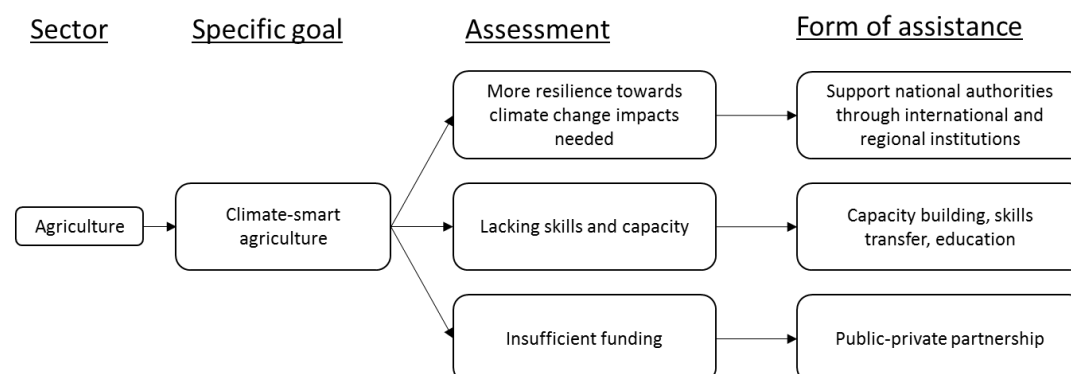 Sector
Specific goal
Assessment
Form of assistance
More resilience towards
climate change impacts
needed
Support national authorities
through international and
regional institutions
Agriculture
Climate-smart
agriculture
Lacking skills and capacity
Capacity building, skills
transfer, education
Insufficient funding
Public-private partnership